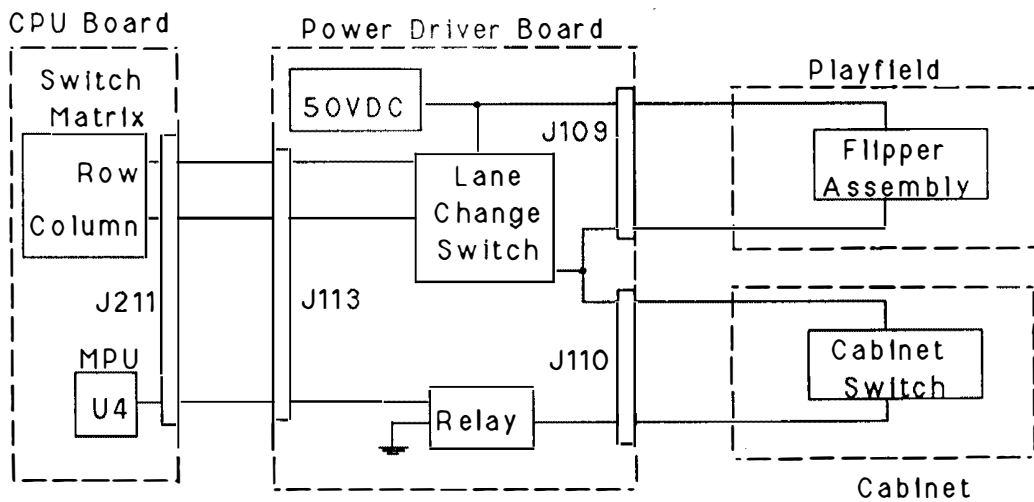 CPU Board
Power Driver Board
Switch
Matrix
Row
Column
50VDC
Lane
Change
Switch
J109
Playfield
Flipper
Assembly
J211
J113
J110
MPU
U4
Relay
Cabinet
Switch
Cabinet